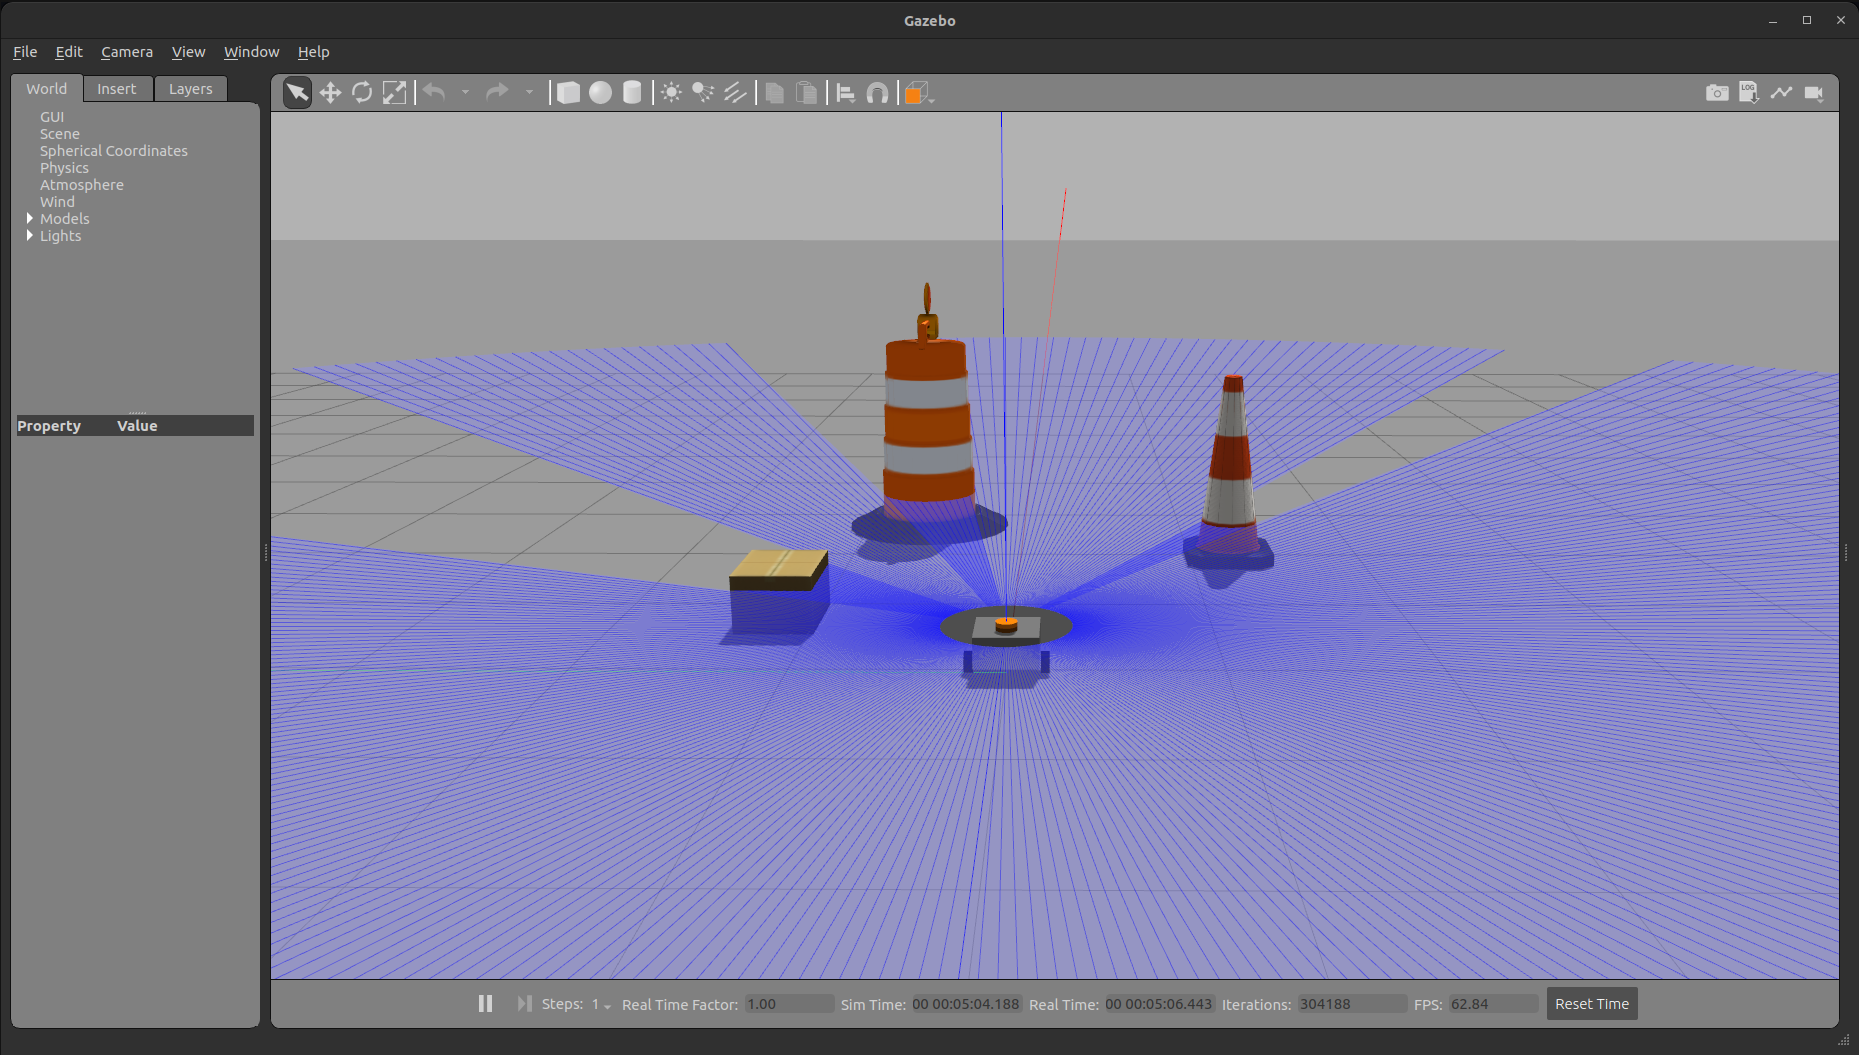 Gazebo
File Edit Camera View Window Help
World Insert Layers
LOG
GUI
Scene
Spherical Coordinates
Physics
Atmosphere
Wind
Models
Lights
Property Value
Steps: 1 Real Time Factor: 1.00 Sim Time: 00 00:05:04.188 Real Time: 00 00:05:06.443 Iterations: 304188 FPS: 62.84 Reset Time